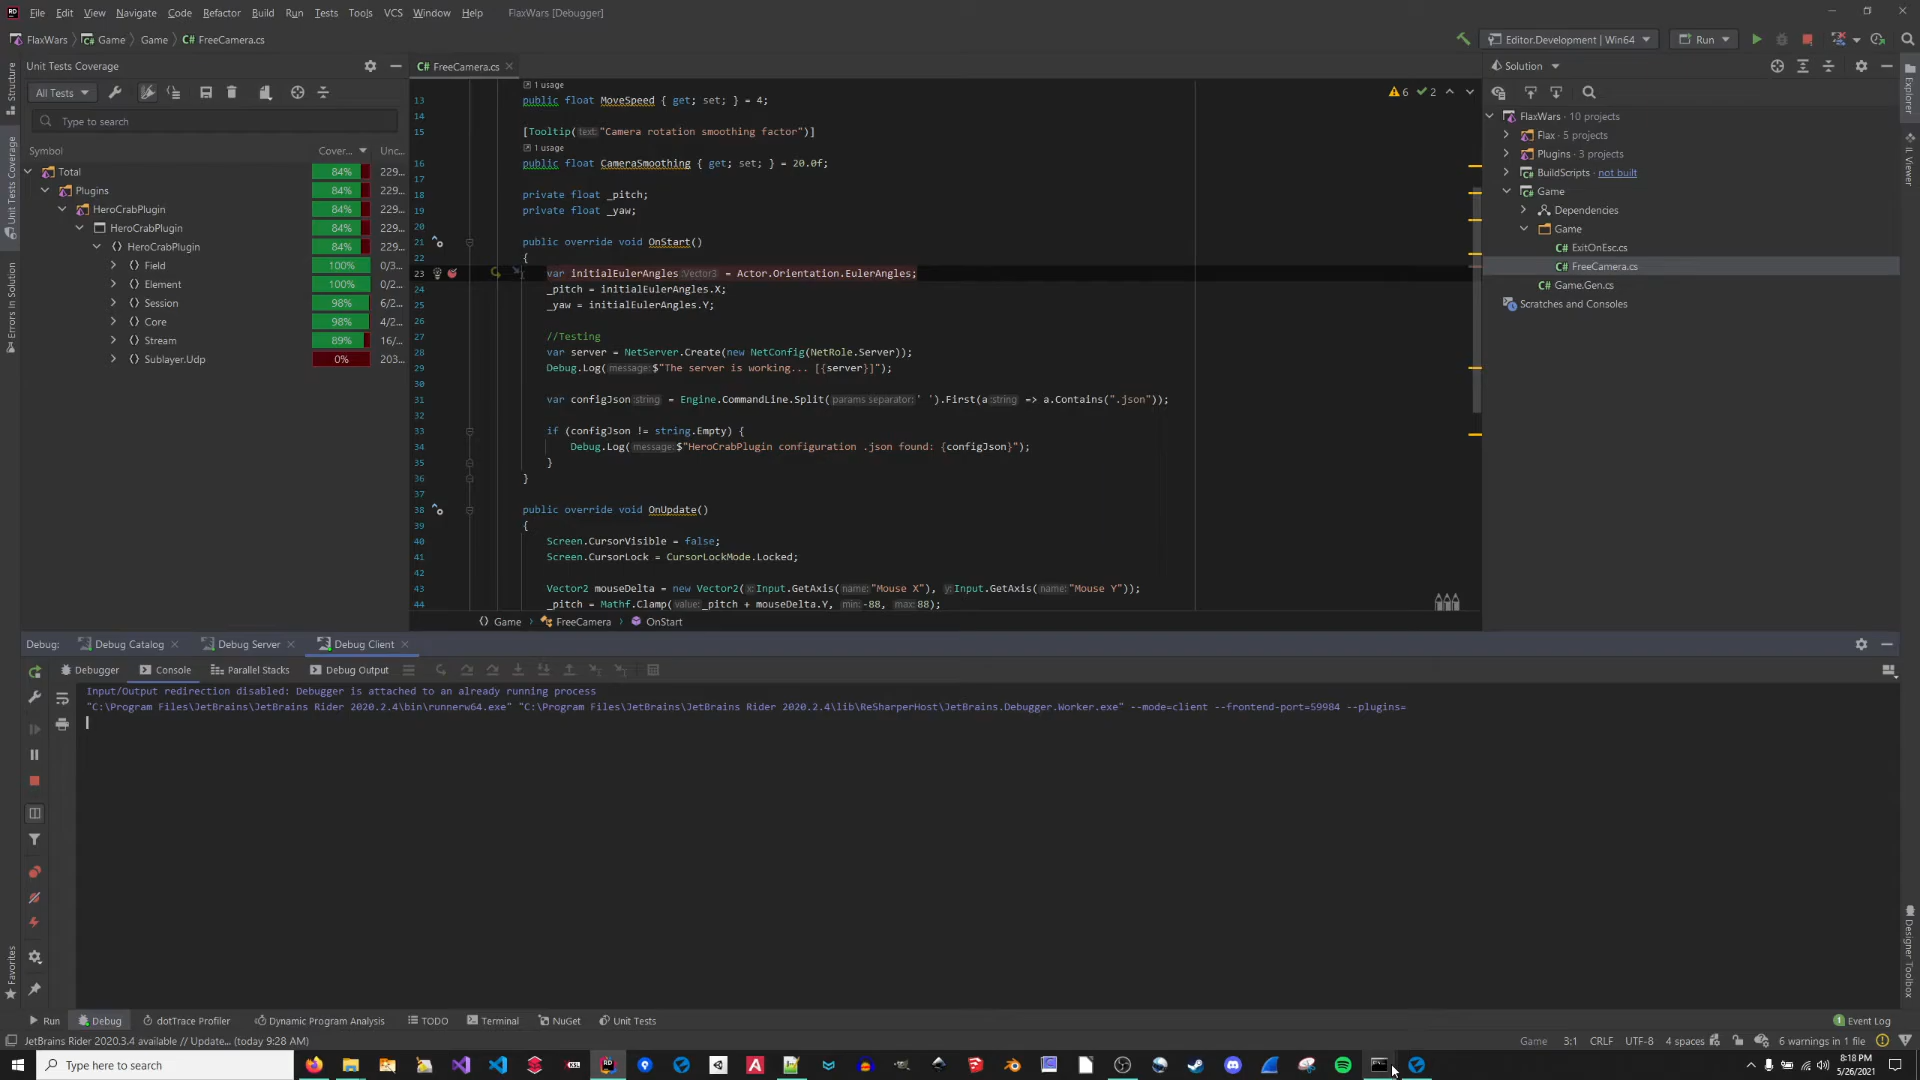 File Edit View Navigate Code Refactor Build Run Tests Tools VCS Window Help FlaxWars [Debugger]
FlaxWars Game Game FreeCamera.cs
Editor.Development | Win64 Run
Unit Tests Coverage
FreeCamera.cs
Solution
All Tests
Type to search
Symbol Cover... Unc...
Total 84% 229...
Plugins 84% 229...
HeroCrabPlugin 84% 229...
HeroCrabPlugin 84% 229...
HeroCrabPlugin 84% 229...
Field 100% 0/3...
Element 100% 0/2...
Session 98% 6/2...
Core 98% 4/2...
Stream 89% 16/...
Sublayer.Udp 0% 203...
Structure
Unit Tests Coverage
Errors In Solution
Favorites
1 usage
13 public float MoveSpeed { get; set; } = 4;
14
15 [Tooltip(text:"Camera rotation smoothing factor")]
1 usage
16 public float CameraSmoothing { get; set; } = 20.0f;
17
18 private float _pitch;
19 private float _yaw;
20
21 public override void OnStart()
22 {
23 var initialEulerAngles:Vector3 = Actor.Orientation.EulerAngles;
24 _pitch = initialEulerAngles.X;
25 _yaw = initialEulerAngles.Y;
26
27 //Testing
28 var server = NetServer.Create(new NetConfig(NetRole.Server));
29 Debug.Log(message:$"The server is working... [{server}]");
30
31 var configJson:string = Engine.CommandLine.Split(params separator:' ').First(a:string => a.Contains(".json"));
32
33 if (configJson != string.Empty) {
34 Debug.Log(message:$"HeroCrabPlugin configuration .json found: {configJson}");
35 }
36 }
37
38 public override void OnUpdate()
39 {
40 Screen.CursorVisible = false;
41 Screen.CursorLock = CursorLockMode.Locked;
42
43 Vector2 mouseDelta = new Vector2(x:Input.GetAxis(name:"Mouse X"), y:Input.GetAxis(name:"Mouse Y"));
44 _pitch = Mathf.Clamp(value:_pitch + mouseDelta.Y, min:-88, max:88);
6 2
Game FreeCamera OnStart
FlaxWars · 10 projects
Flax · 5 projects
Plugins · 3 projects
BuildScripts · not built
Game
Dependencies
Game
ExitOnEsc.cs
FreeCamera.cs
Game.Gen.cs
Scratches and Consoles
Explorer
IL Viewer
Designer Toolbox
Debug: Debug Catalog Debug Server Debug Client
Debugger Console Parallel Stacks Debug Output
Input/Output redirection disabled: Debugger is attached to an already running process
"C:\Program Files\JetBrains\JetBrains Rider 2020.2.4\bin\runnerw64.exe" "C:\Program Files\JetBrains\JetBrains Rider 2020.2.4\lib\ReSharperHost\JetBrains.Debugger.Worker.exe" --mode=client --frontend-port=59984 --plugins=
Run Debug dotTrace Profiler Dynamic Program Analysis TODO Terminal NuGet Unit Tests 1 Event Log
JetBrains Rider 2020.3.4 available // Update... (today 9:28 AM) Game 3:1 CRLF UTF-8 4 spaces 6 warnings in 1 file
Type here to search
8:18 PM
5/26/2021